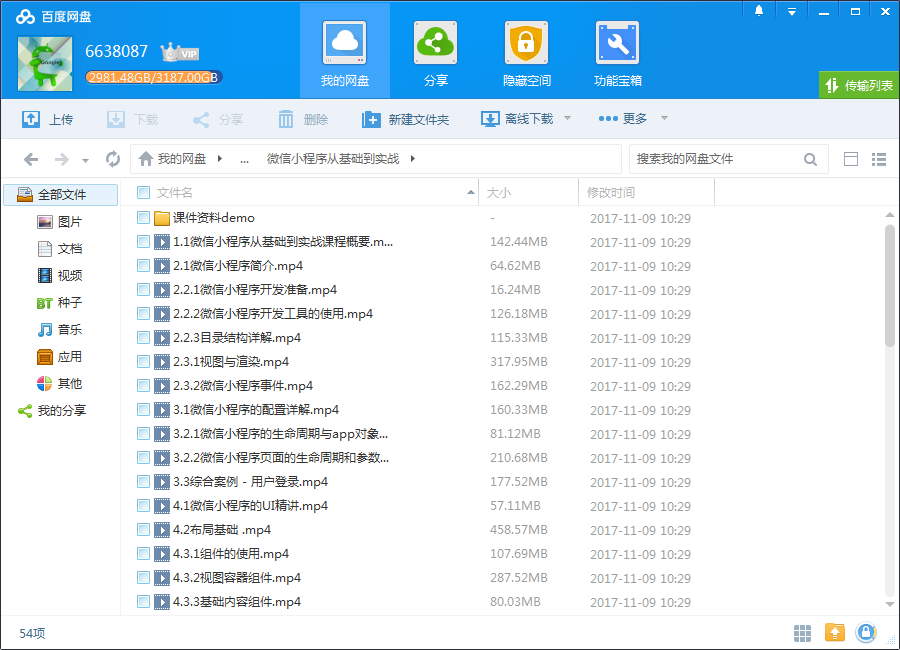 百度网盘
6638087 VIP
2981.48GB/3187.00GB
我的网盘 分享 隐藏空间 功能宝箱
传输列表
上传 下载 分享 删除 新建文件夹 离线下载 更多
我的网盘 ... 微信小程序从基础到实战 搜索我的网盘文件
全部文件
图片
文档
视频
BT 种子
音乐
应用
其他
我的分享
文件名 大小 修改时间
课件资料demo - 2017-11-09 10:29
1.1微信小程序从基础到实战课程概要.m... 142.44MB 2017-11-09 10:29
2.1微信小程序简介.mp4 64.62MB 2017-11-09 10:29
2.2.1微信小程序开发准备.mp4 16.24MB 2017-11-09 10:29
2.2.2微信小程序开发工具的使用.mp4 126.18MB 2017-11-09 10:29
2.2.3目录结构详解.mp4 115.33MB 2017-11-09 10:29
2.3.1视图与渲染.mp4 317.95MB 2017-11-09 10:29
2.3.2微信小程序事件.mp4 162.29MB 2017-11-09 10:29
3.1微信小程序的配置详解.mp4 160.33MB 2017-11-09 10:29
3.2.1微信小程序的生命周期与app对象... 81.12MB 2017-11-09 10:29
3.2.2微信小程序页面的生命周期和参数... 210.68MB 2017-11-09 10:29
3.3综合案例 - 用户登录.mp4 177.52MB 2017-11-09 10:29
4.1微信小程序的UI精讲.mp4 57.11MB 2017-11-09 10:29
4.2布局基础 .mp4 458.57MB 2017-11-09 10:29
4.3.1组件的使用.mp4 107.69MB 2017-11-09 10:29
4.3.2视图容器组件.mp4 287.52MB 2017-11-09 10:29
4.3.3基础内容组件.mp4 80.03MB 2017-11-09 10:29
54项